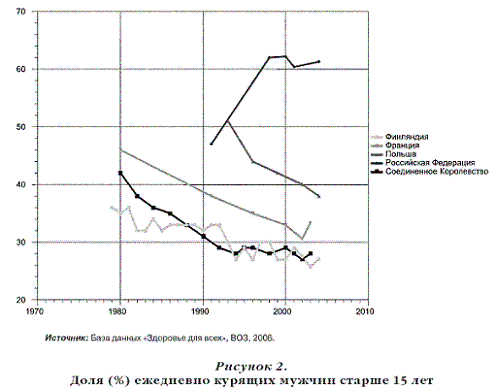 70
60
50
40
30
20
1970
1980
1990
2000
2010
Финляндия
Франция
Польша
Российская Федерация
Соединенное Королевство
Источник: База данных «Здоровье для всех», ВОЗ, 2006.
Рисунок 2.
Доля (%) ежедневно курящих мужчин старше 15 лет